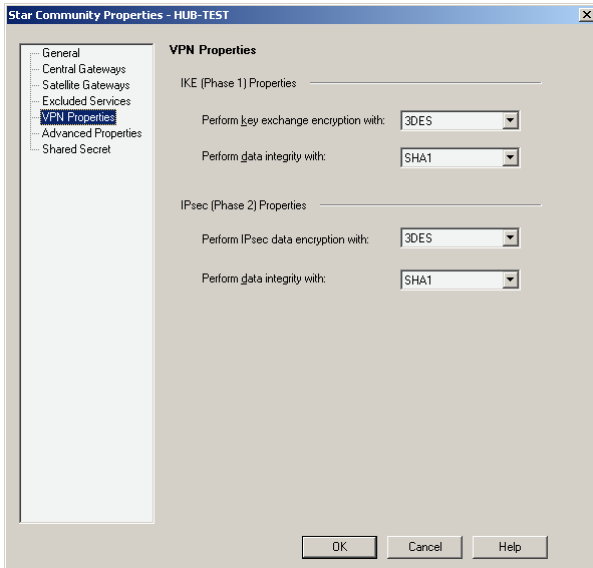 Star Community Properties - HUB-TEST
General
Central Gateways
Satellite Gateways
Excluded Services
VPN Properties
Advanced Properties
Shared Secret
VPN Properties
IKE (Phase 1) Properties
Perform key exchange encryption with: 3DES
Perform data integrity with: SHA1
IPsec (Phase 2) Properties
Perform IPsec data encryption with: 3DES
Perform data integrity with: SHA1
OK Cancel Help